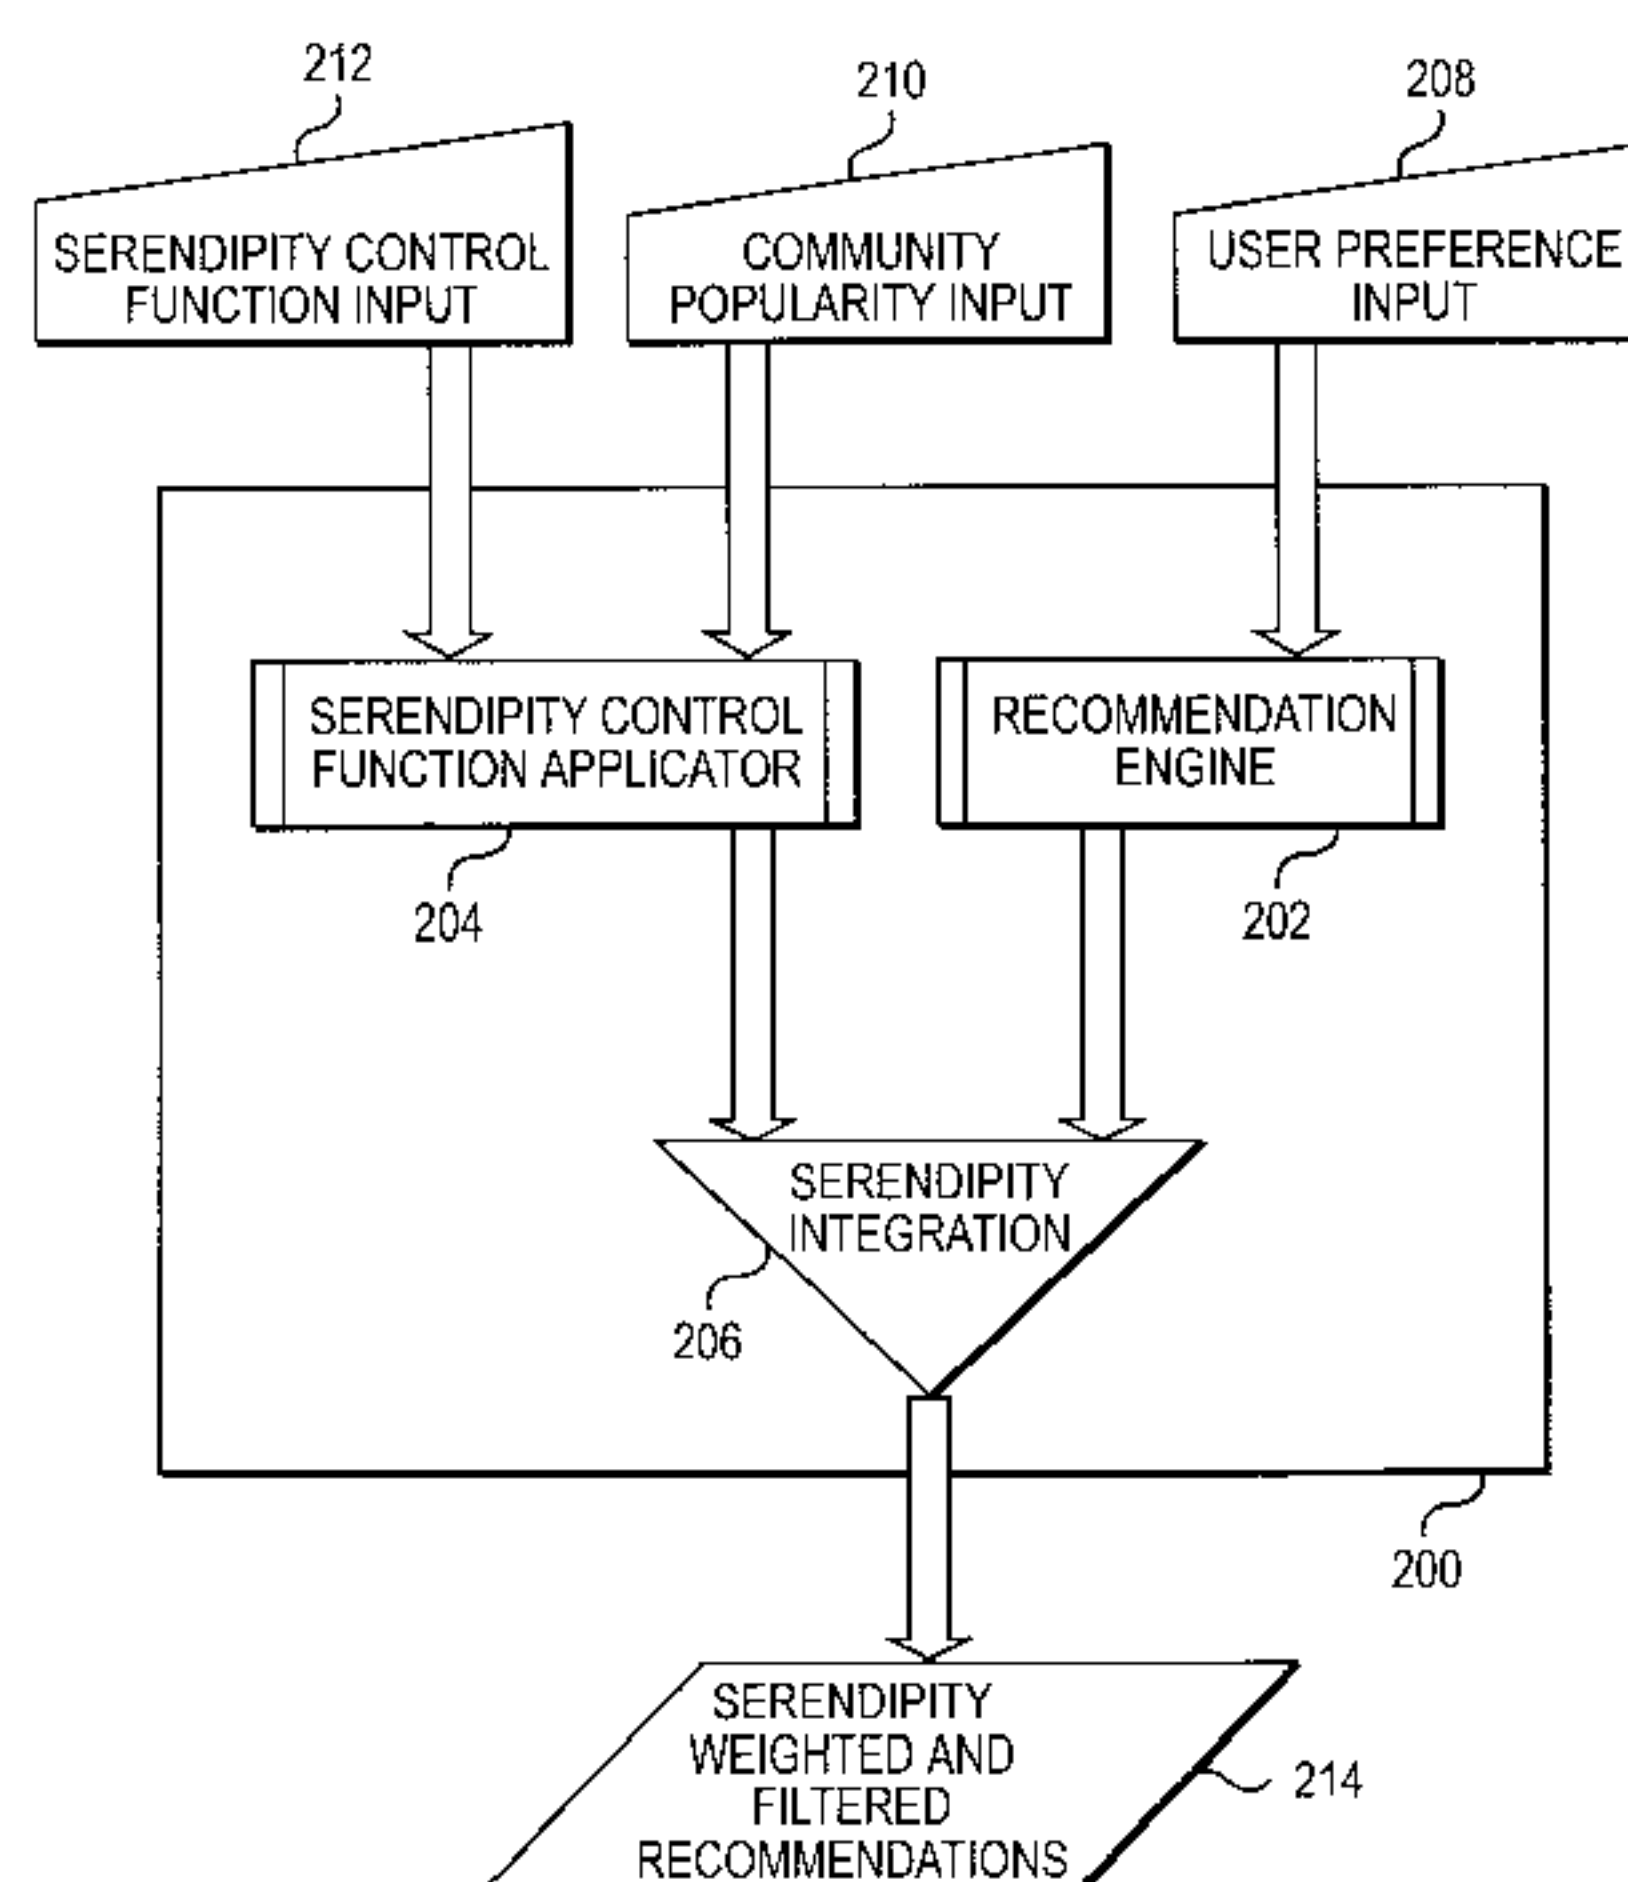 212
210
208
SERENDIPITY CONTROL
FUNCTION INPUT
COMMUNITY
POPULARITY INPUT
USER PREFERENCE
INPUT
SERENDIPITY CONTROL
FUNCTION APPLICATOR
RECOMMENDATION
ENGINE
204
202
SERENDIPITY
INTEGRATION
206
200
SERENDIPITY
WEIGHTED AND
FILTERED
RECOMMENDATIONS
214